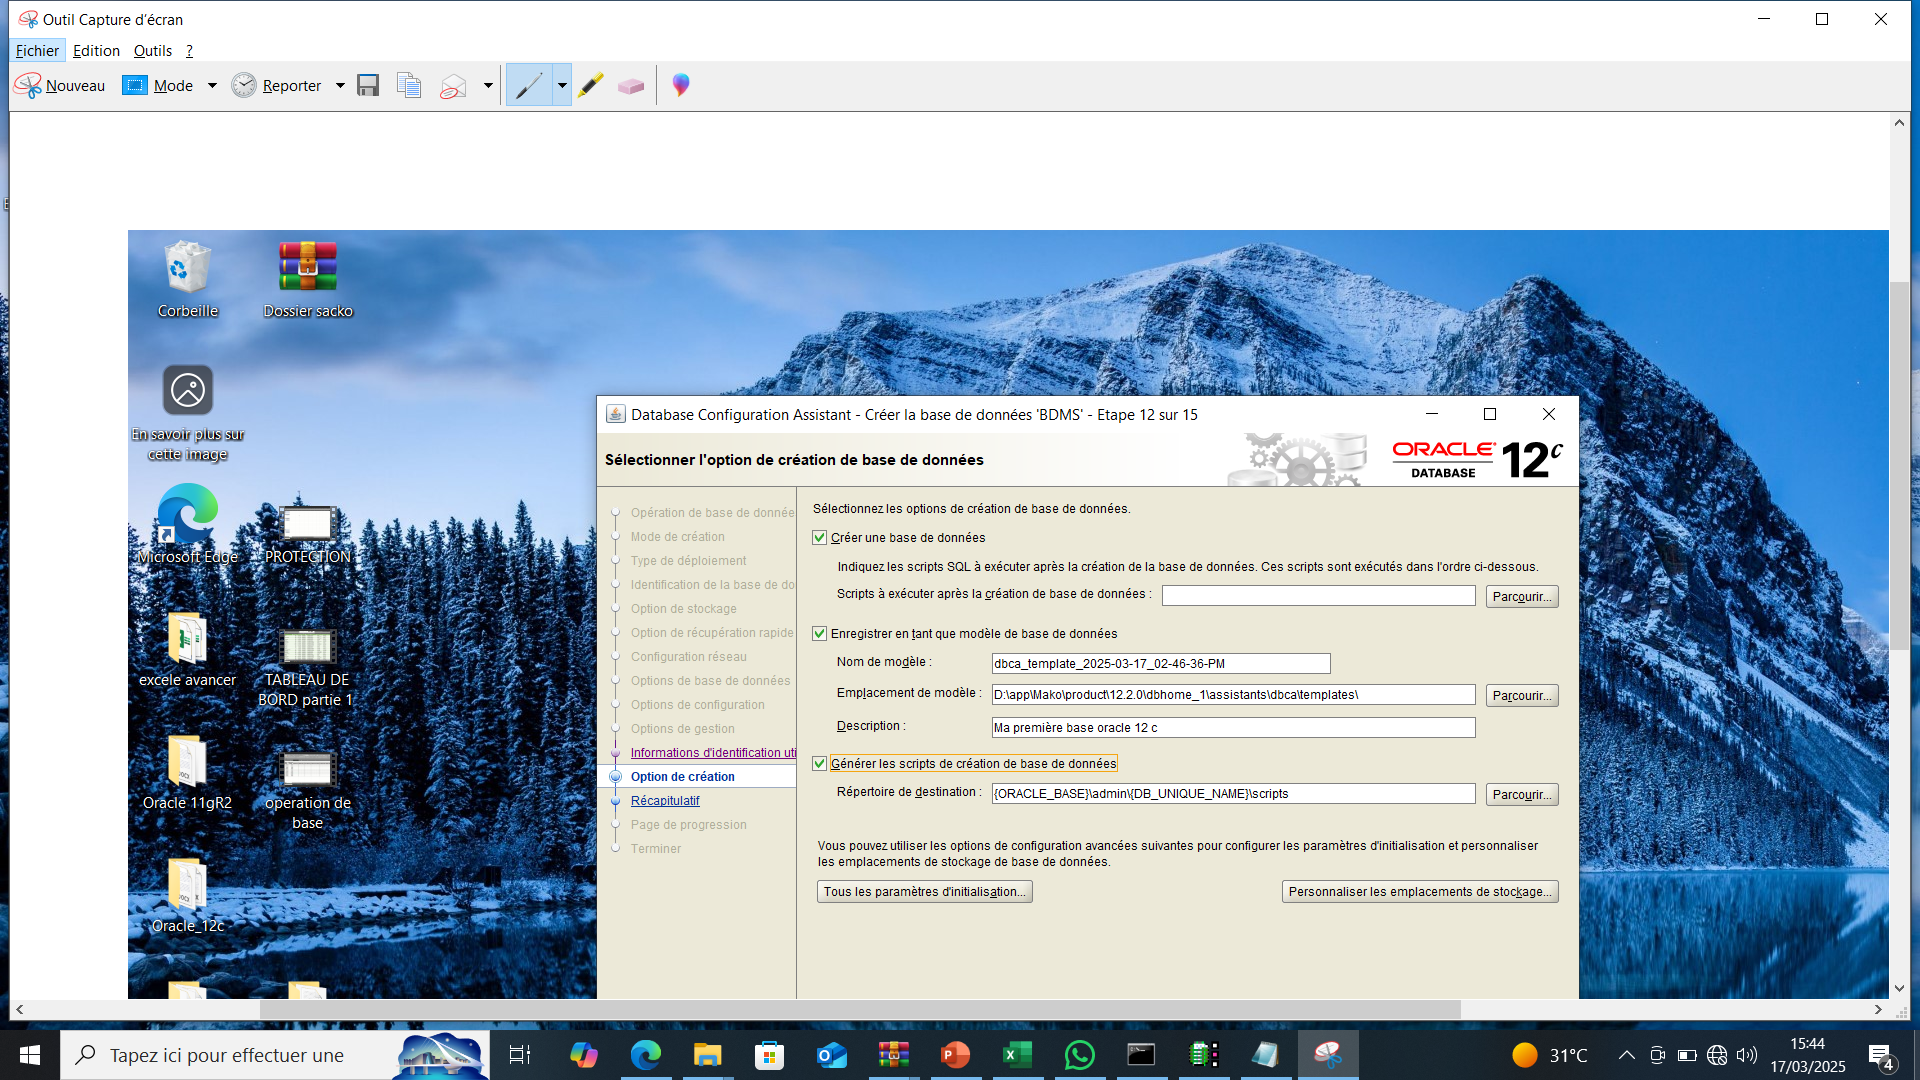 Outil Capture d'écran
Fichier Edition Outils ?
Nouveau Mode Reporter
Corbeille
Dossier sacko
En savoir plus sur
cette image
Microsoft Edge
PROTECTION
excele avancer
TABLEAU DE
BORD partie 1
Oracle 11gR2
operation de
base
Oracle_12c
Database Configuration Assistant - Créer la base de données 'BDMS' - Etape 12 sur 15
Sélectionner l'option de création de base de données
ORACLE
DATABASE 12c
Opération de base de donnée
Mode de création
Type de déploiement
Identification de la base de do
Option de stockage
Option de récupération rapide
Configuration réseau
Options de base de données
Options de configuration
Options de gestion
Informations d'identification uti
Option de création
Récapitulatif
Page de progression
Terminer
Sélectionnez les options de création de base de données.
Créer une base de données
Indiquez les scripts SQL à exécuter après la création de la base de données. Ces scripts sont exécutés dans l'ordre ci-dessous.
Scripts à exécuter après la création de base de données : Parcourir...
Enregistrer en tant que modèle de base de données
Nom de modèle : dbca_template_2025-03-17_02-46-36-PM
Emplacement de modèle : D:\app\Mako\product\12.2.0\dbhome_1\assistants\dbca\templates\ Parcourir...
Description : Ma première base oracle 12 c
Générer les scripts de création de base de données
Répertoire de destination : {ORACLE_BASE}\admin\{DB_UNIQUE_NAME}\scripts Parcourir...
Vous pouvez utiliser les options de configuration avancées suivantes pour configurer les paramètres d'initialisation et personnaliser
les emplacements de stockage de base de données.
Tous les paramètres d'initialisation... Personnaliser les emplacements de stockage...
Tapez ici pour effectuer une
31°C
15:44
17/03/2025
4